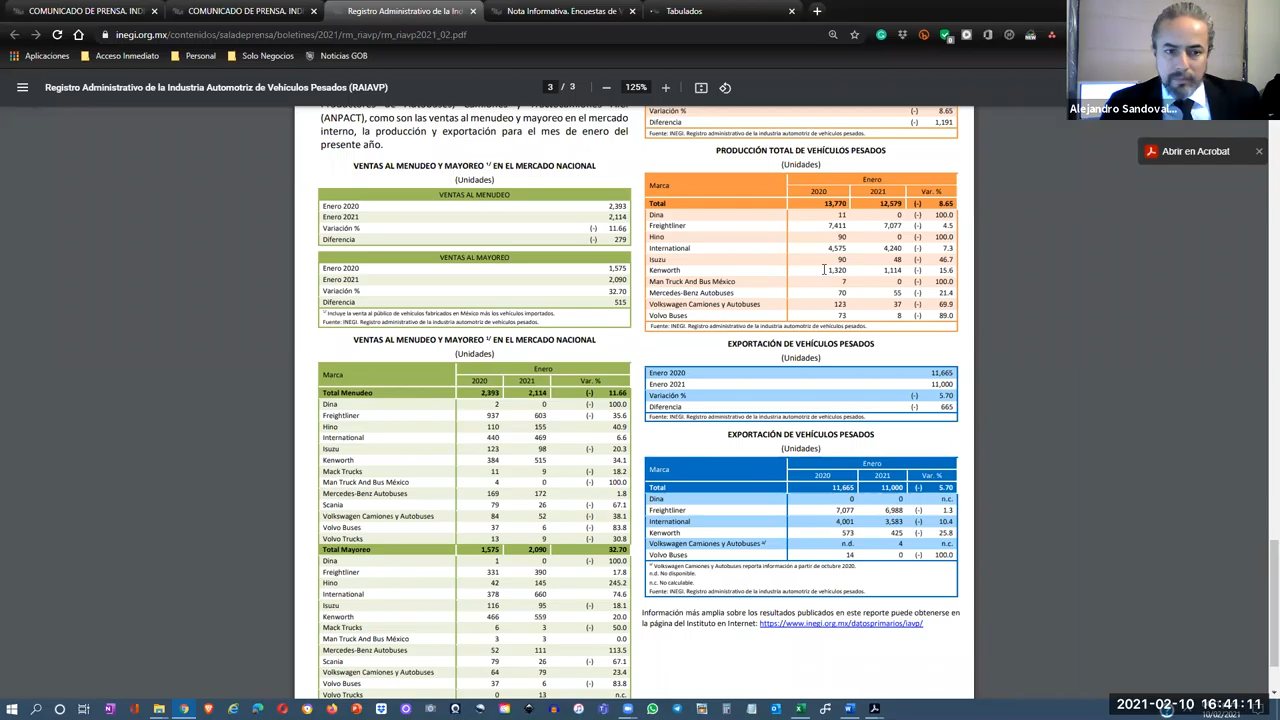 COMUNICADO DE PRENSA. INDI
COMUNICADO DE PRENSA. INDI
Nota Informativa. Encuestas de V
inegi.org.mx/contenidos/saladeprensa/boletines/2021/rm_raiavp/rm_navp2021_02.pdf
Aplicaciones
Acceso Inmediato
Personal
Solo Negocios
Noticias GOB
Registro Administrativo de la Industria Automotriz de Vehiculos Pesados (RAIAVP)
3 / 3
125%
Alejandro Sandoval...
Abrir en Acrobat
(ANPACT), como son las ventas al menudeo y mayoreo en el mercado
interno, la producción y exportación para el mes de enero del
presente año.
VENTAS AL MENUDEO Y MAYOREO 1/ EN EL MERCADO NACIONAL
(Unidades)
VENTAS AL MENUDEO
Enero 2020 2,393
Enero 2021 2,114
Variación % (-) 11.66
Diferencia (-) 279
VENTAS AL MAYOREO
Enero 2020 1,575
Enero 2021 2,090
Variación % 32.70
Diferencia 515
1/ Incluye la venta al público de vehículos fabricados en México más los vehículos importados.
Fuente: INEGI. Registro administrativo de la industria automotriz de vehículos pesados.
VENTAS AL MENUDEO Y MAYOREO 1/ EN EL MERCADO NACIONAL
(Unidades)
Marca Enero
2020 2021 Var. %
Total Menudeo 2,393 2,114 (-) 11.66
Dina 2 0 (-) 100.0
Freightliner 937 603 (-) 35.6
Hino 110 155 40.9
International 440 469 6.6
Isuzu 123 98 (-) 20.3
Kenworth 384 515 34.1
Mack Trucks 11 9 (-) 18.2
Man Truck And Bus México 4 0 (-) 100.0
Mercedes-Benz Autobuses 169 172 1.8
Scania 79 26 (-) 67.1
Volkswagen Camiones y Autobuses 84 52 (-) 38.1
Volvo Buses 37 6 (-) 83.8
Volvo Trucks 13 9 (-) 30.8
Total Mayoreo 1,575 2,090 32.70
Dina 1 0 (-) 100.0
Freightliner 331 390 17.8
Hino 42 145 245.2
International 378 660 74.6
Isuzu 116 95 (-) 18.1
Kenworth 466 559 20.0
Mack Trucks 6 3 (-) 50.0
Man Truck And Bus México 3 3 0.0
Mercedes-Benz Autobuses 52 111 113.5
Scania 79 26 (-) 67.1
Volkswagen Camiones y Autobuses 64 79 23.4
Volvo Buses 37 6 (-) 83.8
Volvo Trucks 0 13 n.c.
Variación % (-) 8.65
Diferencia (-) 1,191
Fuente: INEGI. Registro administrativo de la industria automotriz de vehículos pesados.
PRODUCCIÓN TOTAL DE VEHÍCULOS PESADOS
(Unidades)
Marca Enero
2020 2021 Var. %
Total 13,770 12,579 (-) 8.65
Dina 11 0 (-) 100.0
Freightliner 7,411 7,077 (-) 4.5
Hino 90 0 (-) 100.0
International 4,575 4,240 (-) 7.3
Isuzu 90 48 (-) 46.7
Kenworth 1,320 1,114 (-) 15.6
Man Truck And Bus México 7 0 (-) 100.0
Mercedes-Benz Autobuses 70 55 (-) 21.4
Volkswagen Camiones y Autobuses 123 37 (-) 69.9
Volvo Buses 73 8 (-) 89.0
Fuente: INEGI. Registro administrativo de la industria automotriz de vehículos pesados.
EXPORTACIÓN DE VEHÍCULOS PESADOS
(Unidades)
Enero 2020 11,665
Enero 2021 11,000
Variación % (-) 5.70
Diferencia (-) 665
Fuente: INEGI. Registro administrativo de la industria automotriz de vehículos pesados.
EXPORTACIÓN DE VEHÍCULOS PESADOS
(Unidades)
Marca Enero
2020 2021 Var. %
Total 11,665 11,000 (-) 5.70
Dina 0 0 n.c.
Freightliner 7,077 6,988 (-) 1.3
International 4,001 3,583 (-) 10.4
Kenworth 573 425 (-) 25.8
Volkswagen Camiones y Autobuses a/ n.d. 4 n.c.
Volvo Buses 14 0 (-) 100.0
a/ Volkswagen Camiones y Autobuses reporta información a partir de octubre 2020.
n.d. No disponible.
n.c. No calculable.
Fuente: INEGI. Registro administrativo de la industria automotriz de vehículos pesados.
Información más amplia sobre los resultados publicados en este reporte puede obtenerse en
la página del Instituto en Internet: https://www.inegi.org.mx/datosprimarios/iavp/
2021-02-10 16:41:11
10/02/2021